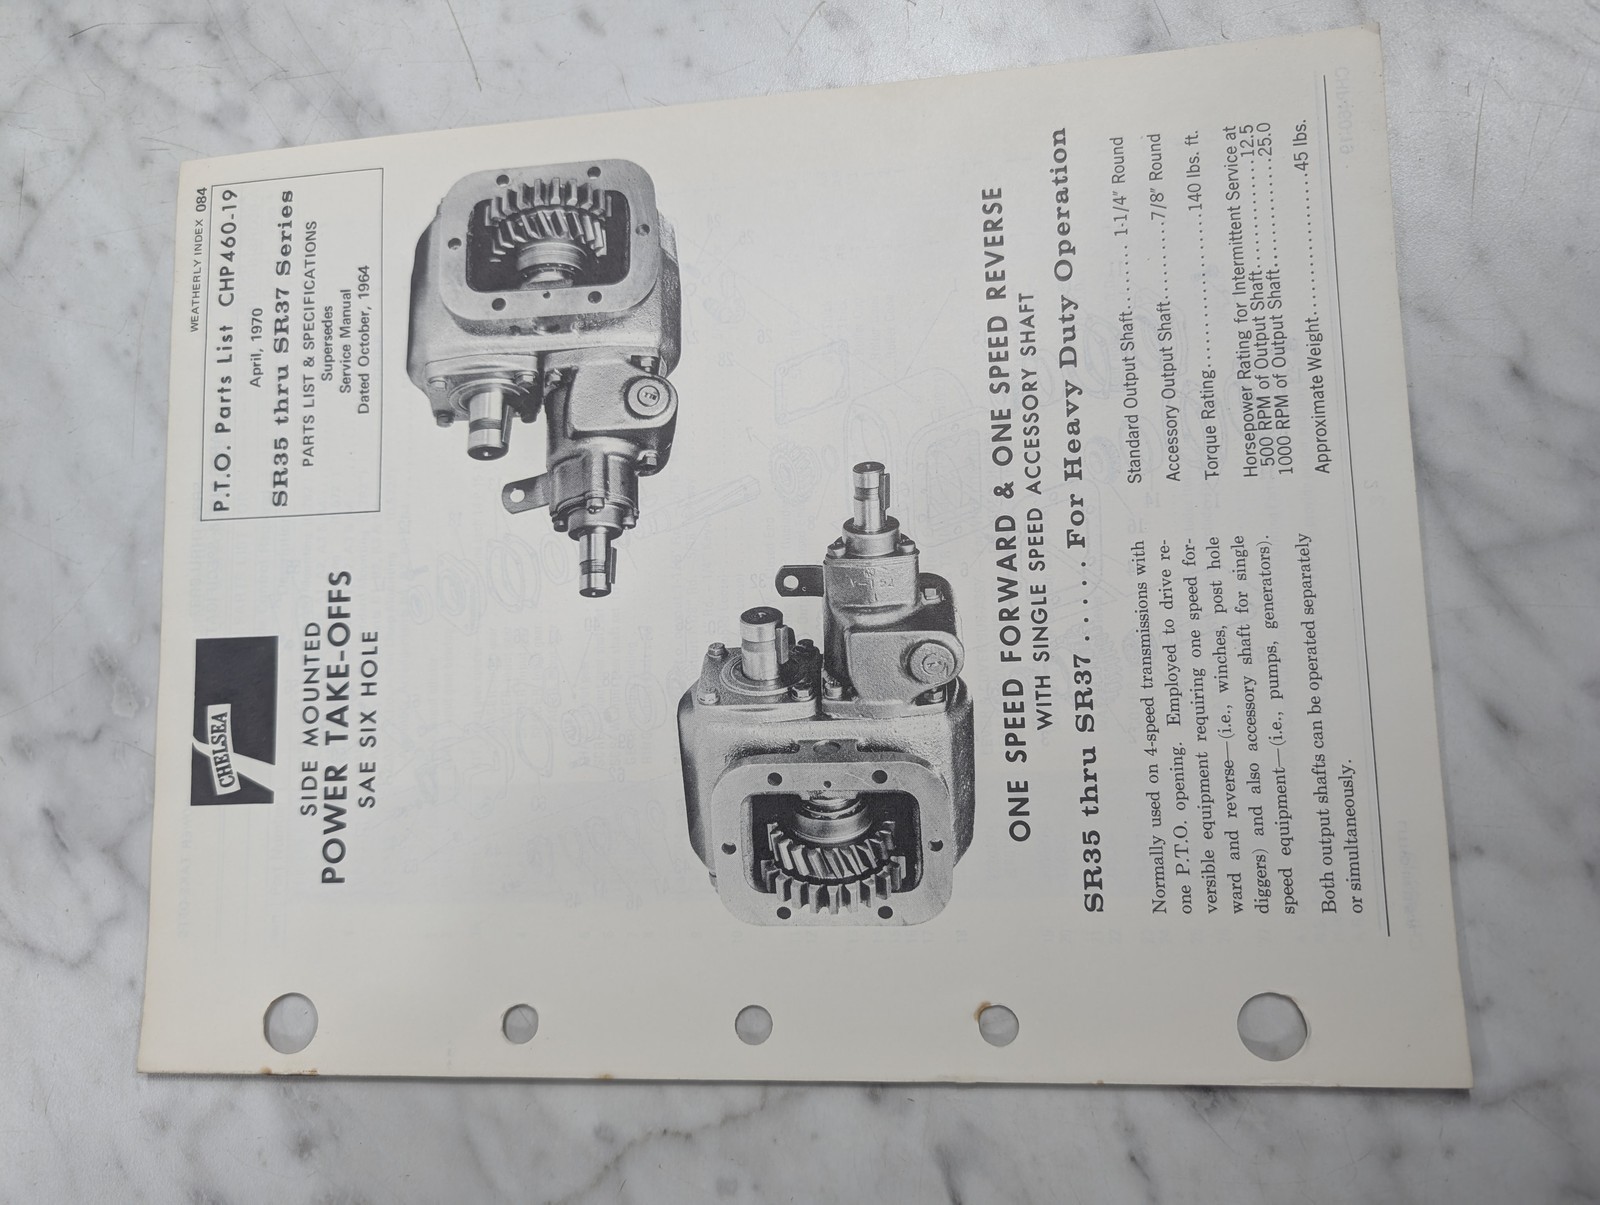 WEATHERLY INDEX 084
CHELSEA
P.T.O. Parts List CHP460-19
April, 1970
SR35 thru SR37 Series
PARTS LIST & SPECIFICATIONS
Supersedes
Service Manual
Dated October, 1964
SIDE MOUNTED
POWER TAKE-OFFS
SAE SIX HOLE
ONE SPEED FORWARD & ONE SPEED REVERSE
WITH SINGLE SPEED ACCESSORY SHAFT
SR35 thru SR37.....For Heavy Duty Operation
Normally used on 4-speed transmissions with
one P.T.O. opening. Employed to drive re-
versible equipment requiring one speed for-
ward and reverse—(i.e., winches, post hole
diggers) and also accessory shaft for single
speed equipment—(i.e., pumps, generators).
Both output shafts can be operated separately
or simultaneously.
Standard Output Shaft........ 1-1/4" Round
Accessory Output Shaft..........7/8" Round
Torque Rating.....................140 lbs. ft.
Horsepower Rating for Intermittent Service at
500 RPM of Output Shaft..............12.5
1000 RPM of Output Shaft..............25.0
Approximate Weight..................45 lbs.